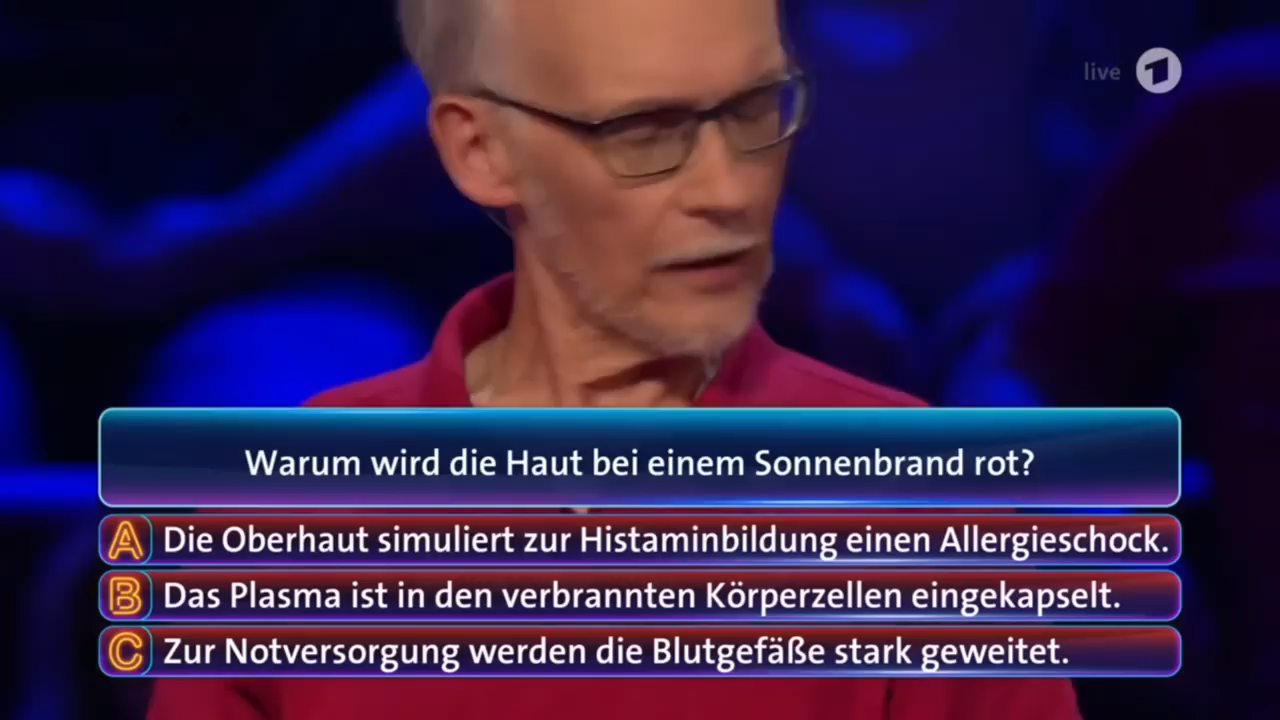 live 1
Warum wird die Haut bei einem Sonnenbrand rot?
A Die Oberhaut simuliert zur Histaminbildung einen Allergieschock.
B Das Plasma ist in den verbrannten Körperzellen eingekapselt.
C Zur Notversorgung werden die Blutgefäße stark geweitet.